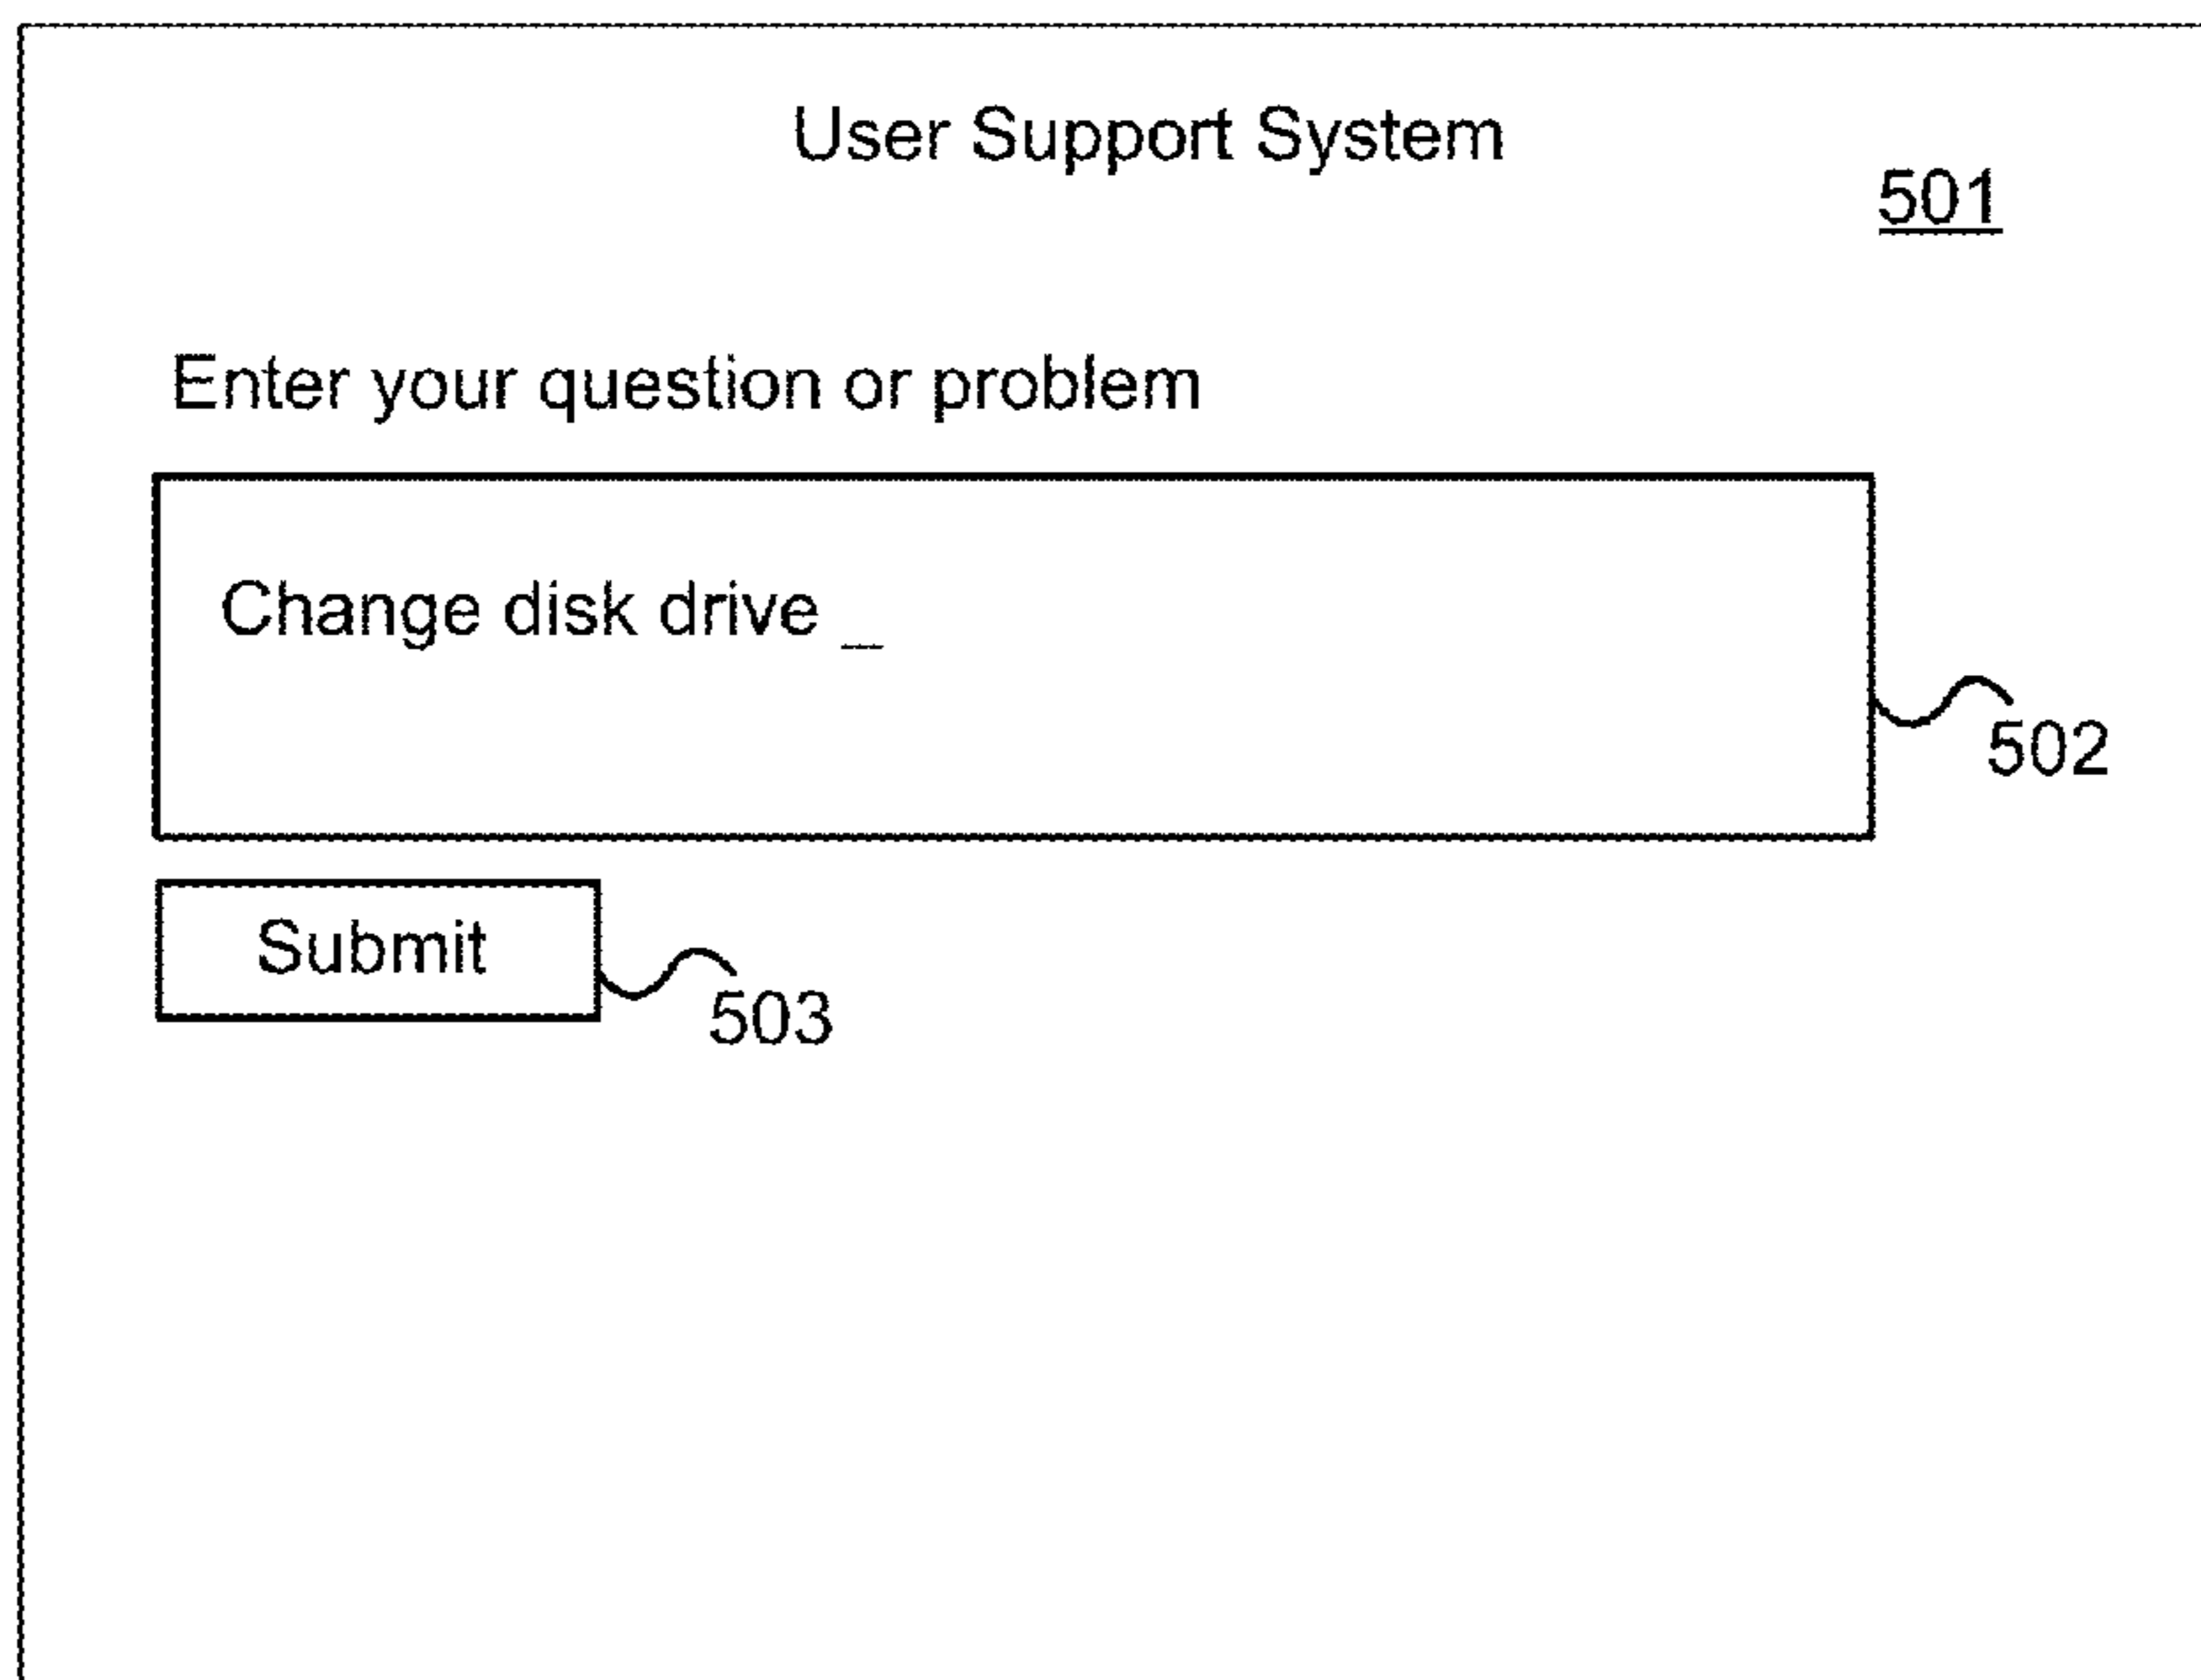 User Support System
501
Enter your question or problem
Change disk drive _
502
Submit
503